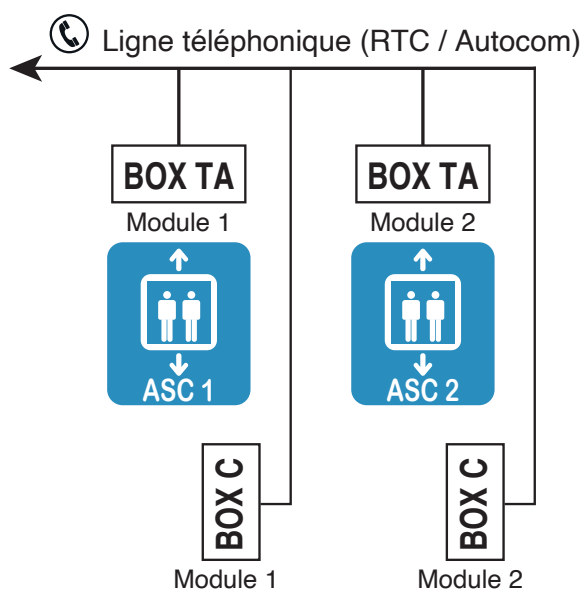 Ligne téléphonique (RTC / Autocom)
BOX TA
BOX TA
Module 1
Module 2
ASC 1
ASC 2
BOX C
BOX C
Module 1
Module 2